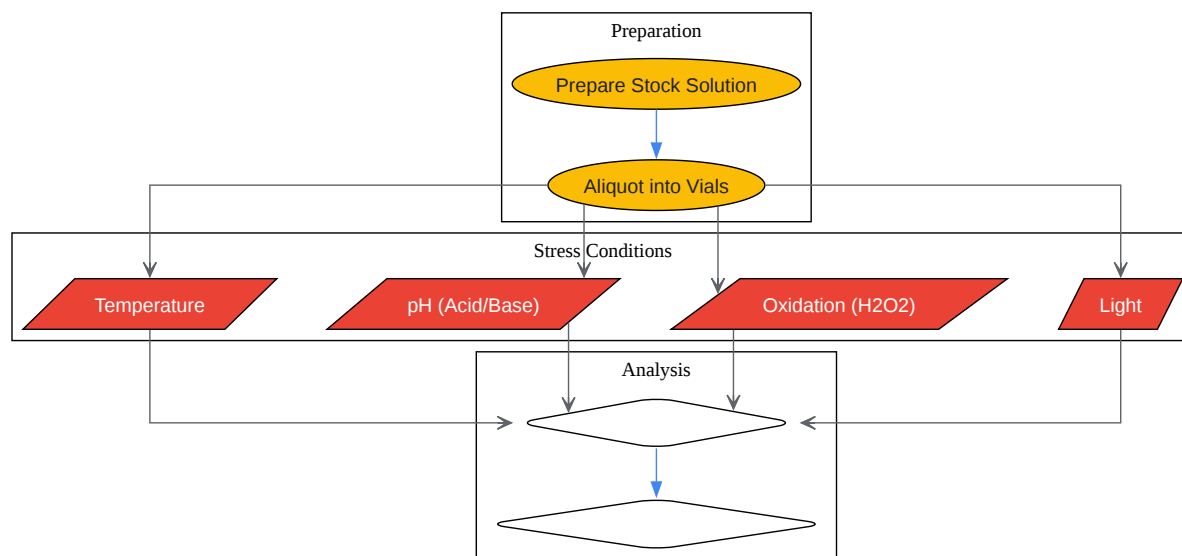 Preparation
Prepare Stock Solution
Aliquot into Vials
Stress Conditions
Temperature
pH (Acid/Base)
Oxidation (H2O2)
Light
Analysis